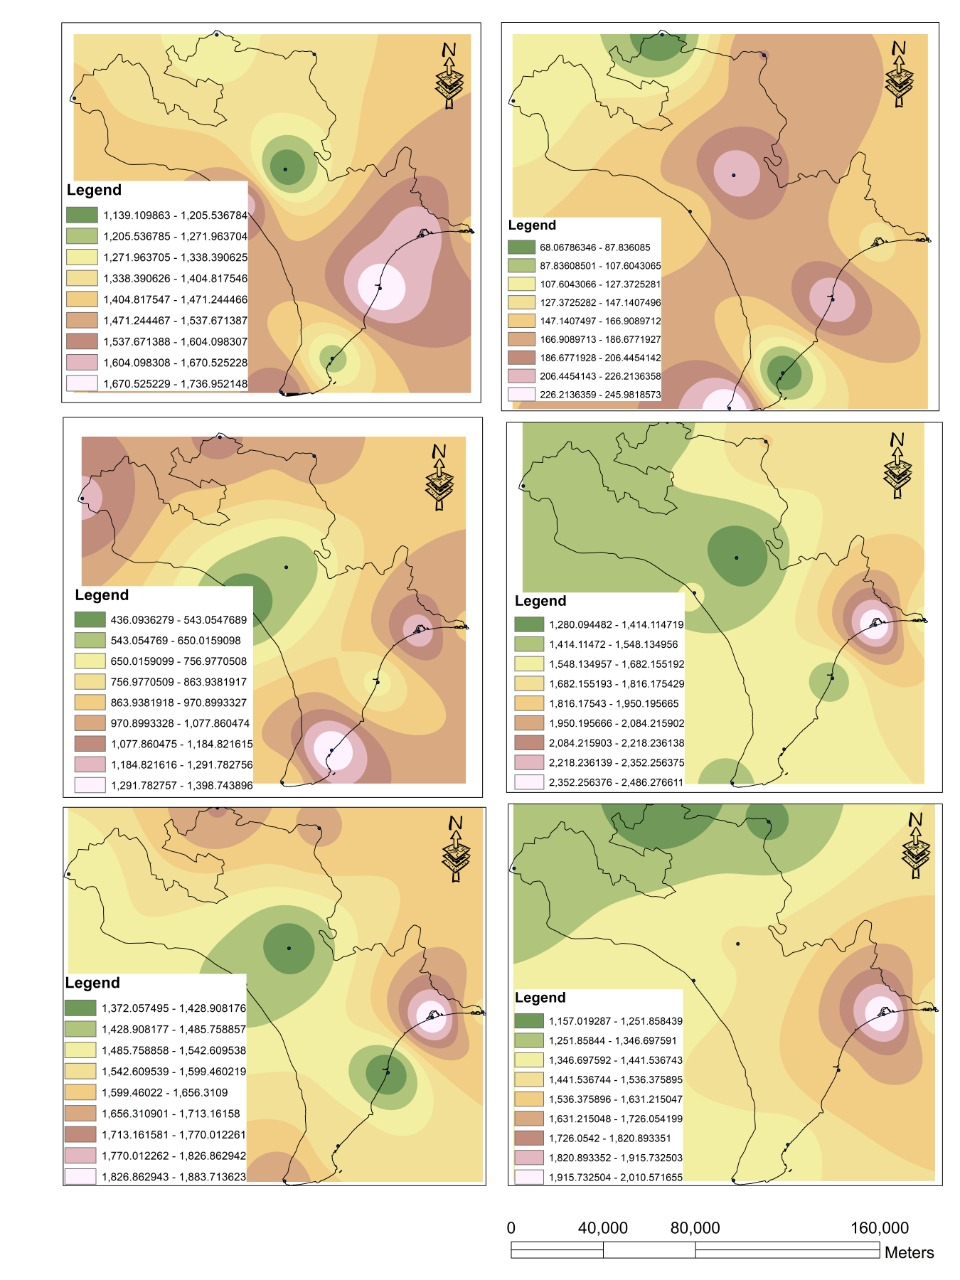 N
Legend
1,139.109863 - 1,205.536784
1,205.536785 - 1,271.963704
1,271.963705 - 1,338.390625
1,338.390626 - 1,404.817546
1,404.817547 - 1,471.244466
1,471.244467 - 1,537.671387
1,537.671388 - 1,604.098307
1,604.098308 - 1,670.525228
1,670.525229 - 1,736.952148
N
Legend
68.06786346 - 87.836085
87.83608501 - 107.6043065
107.6043066 - 127.3725281
127.3725282 - 147.1407496
147.1407497 - 166.9089712
166.9089713 - 186.6771927
186.6771928 - 206.4454142
206.4454143 - 226.2136358
226.2136359 - 245.9818573
N
Legend
436.0936279 - 543.0547689
543.054769 - 650.0159098
650.0159099 - 756.9770508
756.9770509 - 863.9381917
863.9381918 - 970.8993327
970.8993328 - 1,077.860474
1,077.860475 - 1,184.821615
1,184.821616 - 1,291.782756
1,291.782757 - 1,398.743896
N
Legend
1,280.094482 - 1,414.114719
1,414.11472 - 1,548.134956
1,548.134957 - 1,682.155192
1,682.155193 - 1,816.175429
1,816.17543 - 1,950.195665
1,950.195666 - 2,084.215902
2,084.215903 - 2,218.236138
2,218.236139 - 2,352.256375
2,352.256376 - 2,486.276611
N
Legend
1,372.057495 - 1,428.908176
1,428.908177 - 1,485.758857
1,485.758858 - 1,542.609538
1,542.609539 - 1,599.460219
1,599.46022 - 1,656.3109
1,656.310901 - 1,713.16158
1,713.161581 - 1,770.012261
1,770.012262 - 1,826.862942
1,826.862943 - 1,883.713623
N
Legend
1,157.019287 - 1,251.858439
1,251.85844 - 1,346.697591
1,346.697592 - 1,441.536743
1,441.536744 - 1,536.375895
1,536.375896 - 1,631.215047
1,631.215048 - 1,726.054199
1,726.0542 - 1,820.893351
1,820.893352 - 1,915.732503
1,915.732504 - 2,010.571655
0 40,000 80,000 160,000
Meters